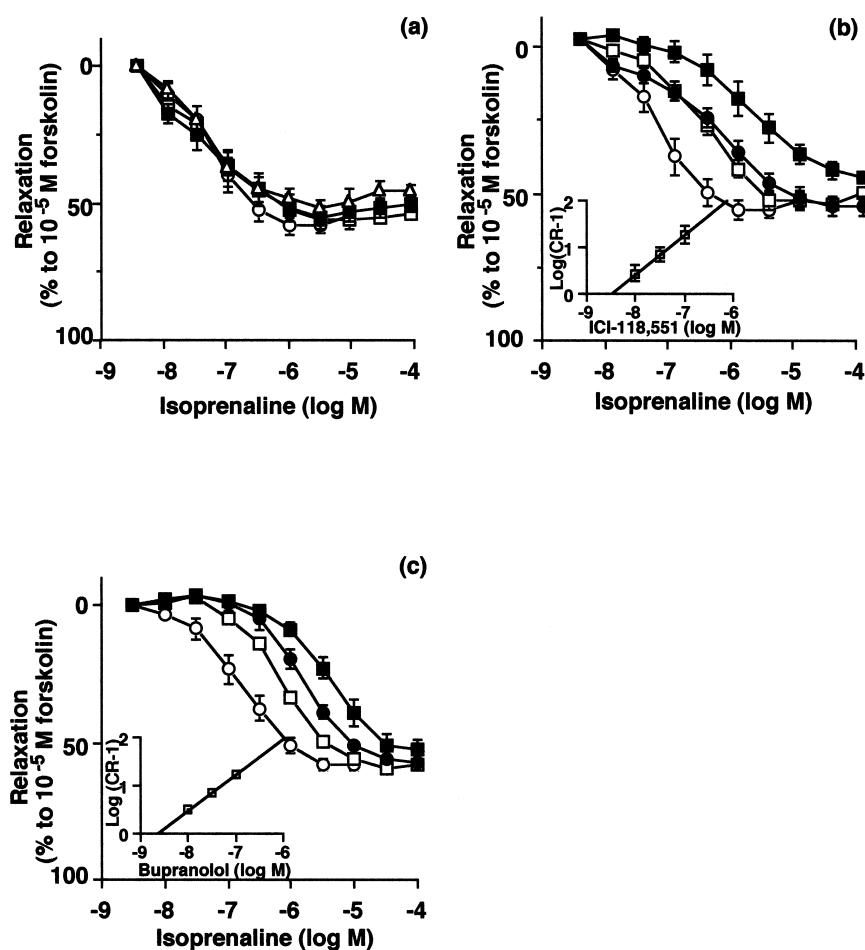 (a)
Relaxation
(% to 10⁻⁵ M forskolin)
0
50
100
-9 -8 -7 -6 -5 -4
Isoprenaline (log M)
(b)
Relaxation
(% to 10⁻⁵ M forskolin)
0
50
100
Log(CR-1)
2
1
0
-9 -8 -7 -6
ICI-118,551 (log M)
-9 -8 -7 -6 -5 -4
Isoprenaline (log M)
(c)
Relaxation
(% to 10⁻⁵ M forskolin)
0
50
100
Log (CR-1)
2
1
0
-9 -8 -7 -6
Bupranolol (log M)
-9 -8 -7 -6 -5 -4
Isoprenaline (log M)